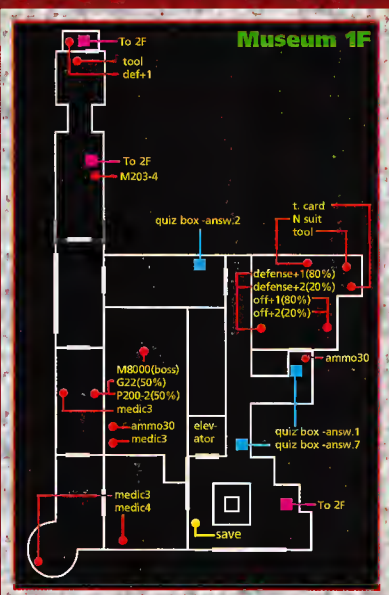 Museum 1F
To 2F
tool
def+1
To 2F
M203-4
t. card
N suit
tool
quiz box -answ.2
defense+1(80%)
defense+2(20%)
off+1(80%)
off+2(20%)
ammo30
M8000(boss)
G22(50%)
P200-2(50%)
medic3
ammo30
medic3
elev-
ator
quiz box -answ.1
quiz box -answ.7
medic3
medic4
To 2F
save